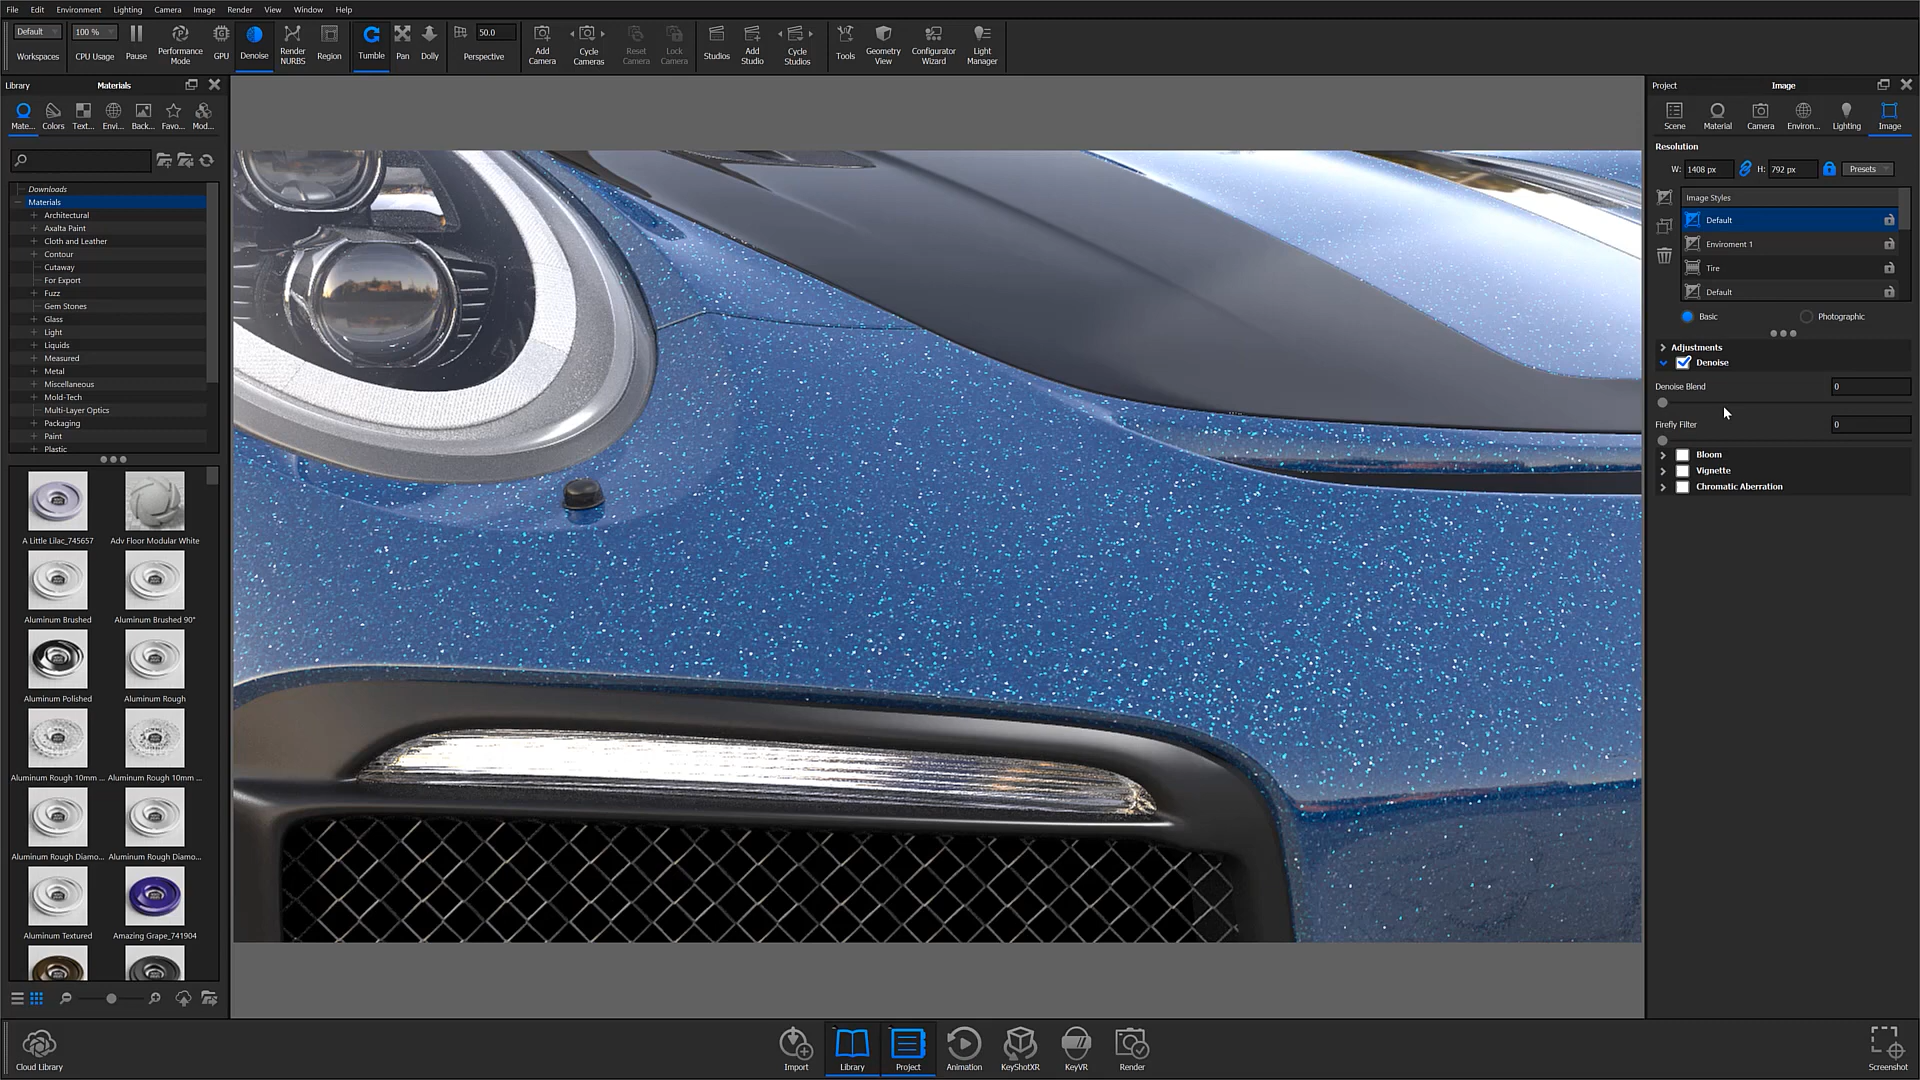 File Edit Environment Lighting Camera Image Render View Window Help
Default 100 % 50.0
Workspaces CPU Usage Pause Performance Mode GPU Denoise Render NURBS Region Tumble Pan Dolly Perspective Add Camera Cycle Cameras Reset Camera Lock Camera Studios Add Studio Cycle Studios Tools Geometry View Configurator Wizard Light Manager
Library Materials
Mate... Colors Text... Envi... Back... Favo... Mod...
Downloads
Materials
Architectural
Axalta Paint
Cloth and Leather
Contour
Cutaway
For Export
Fuzz
Gem Stones
Glass
Light
Liquids
Measured
Metal
Miscellaneous
Mold-Tech
Multi-Layer Optics
Packaging
Paint
Plastic
A Little Lilac_745657 Adv Floor Modular White
Aluminum Brushed Aluminum Brushed 90°
Aluminum Polished Aluminum Rough
Aluminum Rough 10mm ... Aluminum Rough 10mm ...
Aluminum Rough Diamo... Aluminum Rough Diamo...
Aluminum Textured Amazing Grape_741904
Project Image
Scene Material Camera Environ... Lighting Image
Resolution
W: 1408 px H: 792 px Presets
Image Styles
Default
Enviroment 1
Tire
Default
Basic Photographic
Adjustments
Denoise
Denoise Blend 0
Firefly Filter 0
Bloom
Vignette
Chromatic Aberration
Cloud Library Import Library Project Animation KeyShotXR KeyVR Render Screenshot